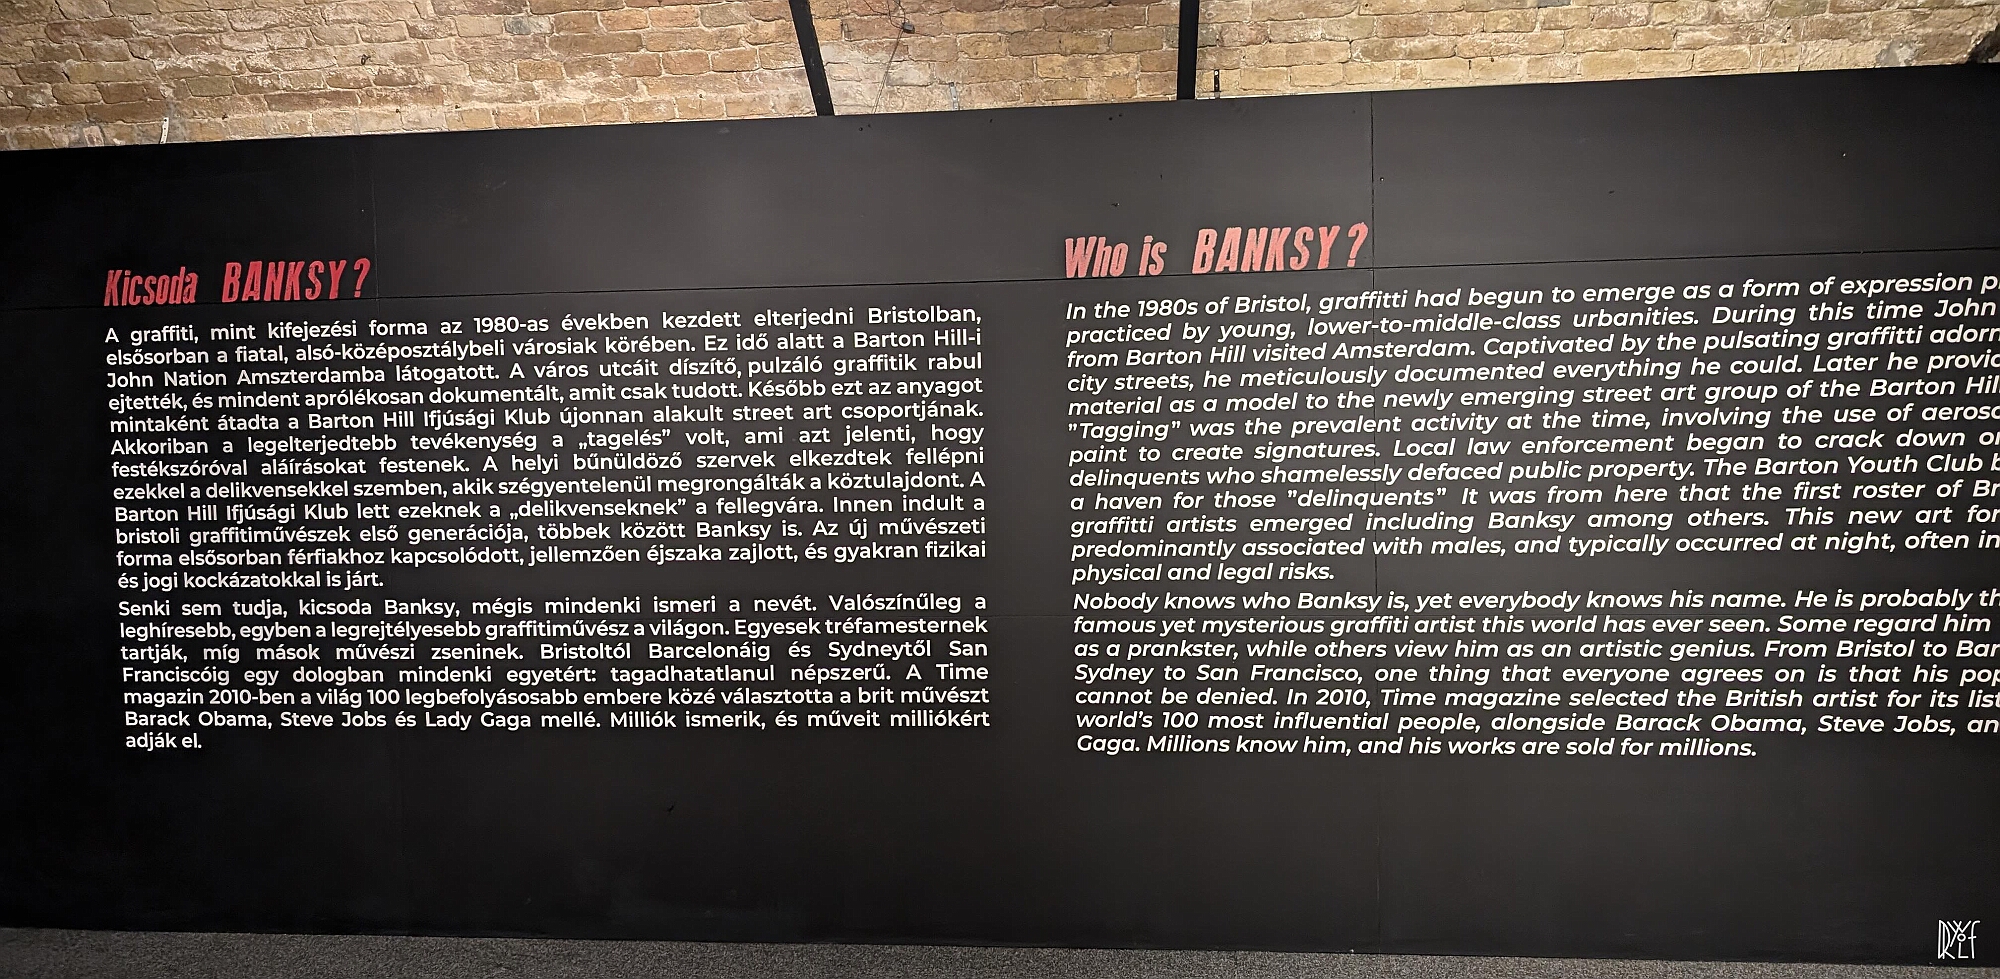 Kicsoda BANKSY?
A graffiti, mint kifejezési forma az 1980-as években kezdett elterjedni Bristolban,
elsősorban a fiatal, alsó-középosztálybeli városiak körében. Ez idő alatt a Barton Hill-i
John Nation Amszterdamba látogatott. A város utcáit díszítő, pulzáló graffitik rabul
ejtették, és mindent aprólékosan dokumentált, amit csak tudott. Később ezt az anyagot
mintaként átadta a Barton Hill Ifjúsági Klub újonnan alakult street art csoportjának.
Akkoriban a legelterjedtebb tevékenység a „tagelés” volt, ami azt jelenti, hogy
festékszóróval aláírásokat festenek. A helyi bűnüldöző szervek elkezdtek fellépni
ezekkel a delikvensekkel szemben, akik szégyentelenül megrongálták a köztulajdont. A
Barton Hill Ifjúsági Klub lett ezeknek a „delikvenseknek” a fellegvára. Innen indult a
bristoli graffitiművészek első generációja, többek között Banksy is. Az új művészeti
forma elsősorban férfiakhoz kapcsolódott, jellemzően éjszaka zajlott, és gyakran fizikai
és jogi kockázatokkal is járt.
Senki sem tudja, kicsoda Banksy, mégis mindenki ismeri a nevét. Valószínűleg a
leghíresebb, egyben a legrejtélyesebb graffitiművész a világon. Egyesek tréfamesternek
tartják, míg mások művészi zseninek. Bristoltól Barcelonáig és Sydneytől San
Franciscóig egy dologban mindenki egyetért: tagadhatatlanul népszerű. A Time
magazin 2010-ben a világ 100 legbefolyásosabb embere közé választotta a brit művészt
Barack Obama, Steve Jobs és Lady Gaga mellé. Milliók ismerik, és műveit milliókért
adják el.
Who is BANKSY?
In the 1980s of Bristol, graffitti had begun to emerge as a form of expression p
practiced by young, lower-to-middle-class urbanities. During this time John
from Barton Hill visited Amsterdam. Captivated by the pulsating graffitti adorn
city streets, he meticulously documented everything he could. Later he provid
material as a model to the newly emerging street art group of the Barton Hill
"Tagging" was the prevalent activity at the time, involving the use of aeroso
paint to create signatures. Local law enforcement began to crack down on
delinquents who shamelessly defaced public property. The Barton Youth Club b
a haven for those "delinquents" It was from here that the first roster of Br
graffiti artists emerged including Banksy among others. This new art for
predominantly associated with males, and typically occurred at night, often in
physical and legal risks.
Nobody knows who Banksy is, yet everybody knows his name. He is probably th
famous yet mysterious graffiti artist this world has ever seen. Some regard him
as a prankster, while others view him as an artistic genius. From Bristol to Bar
Sydney to San Francisco, one thing that everyone agrees on is that his pop
cannot be denied. In 2010, Time magazine selected the British artist for its list
world's 100 most influential people, alongside Barack Obama, Steve Jobs, an
Gaga. Millions know him, and his works are sold for millions.